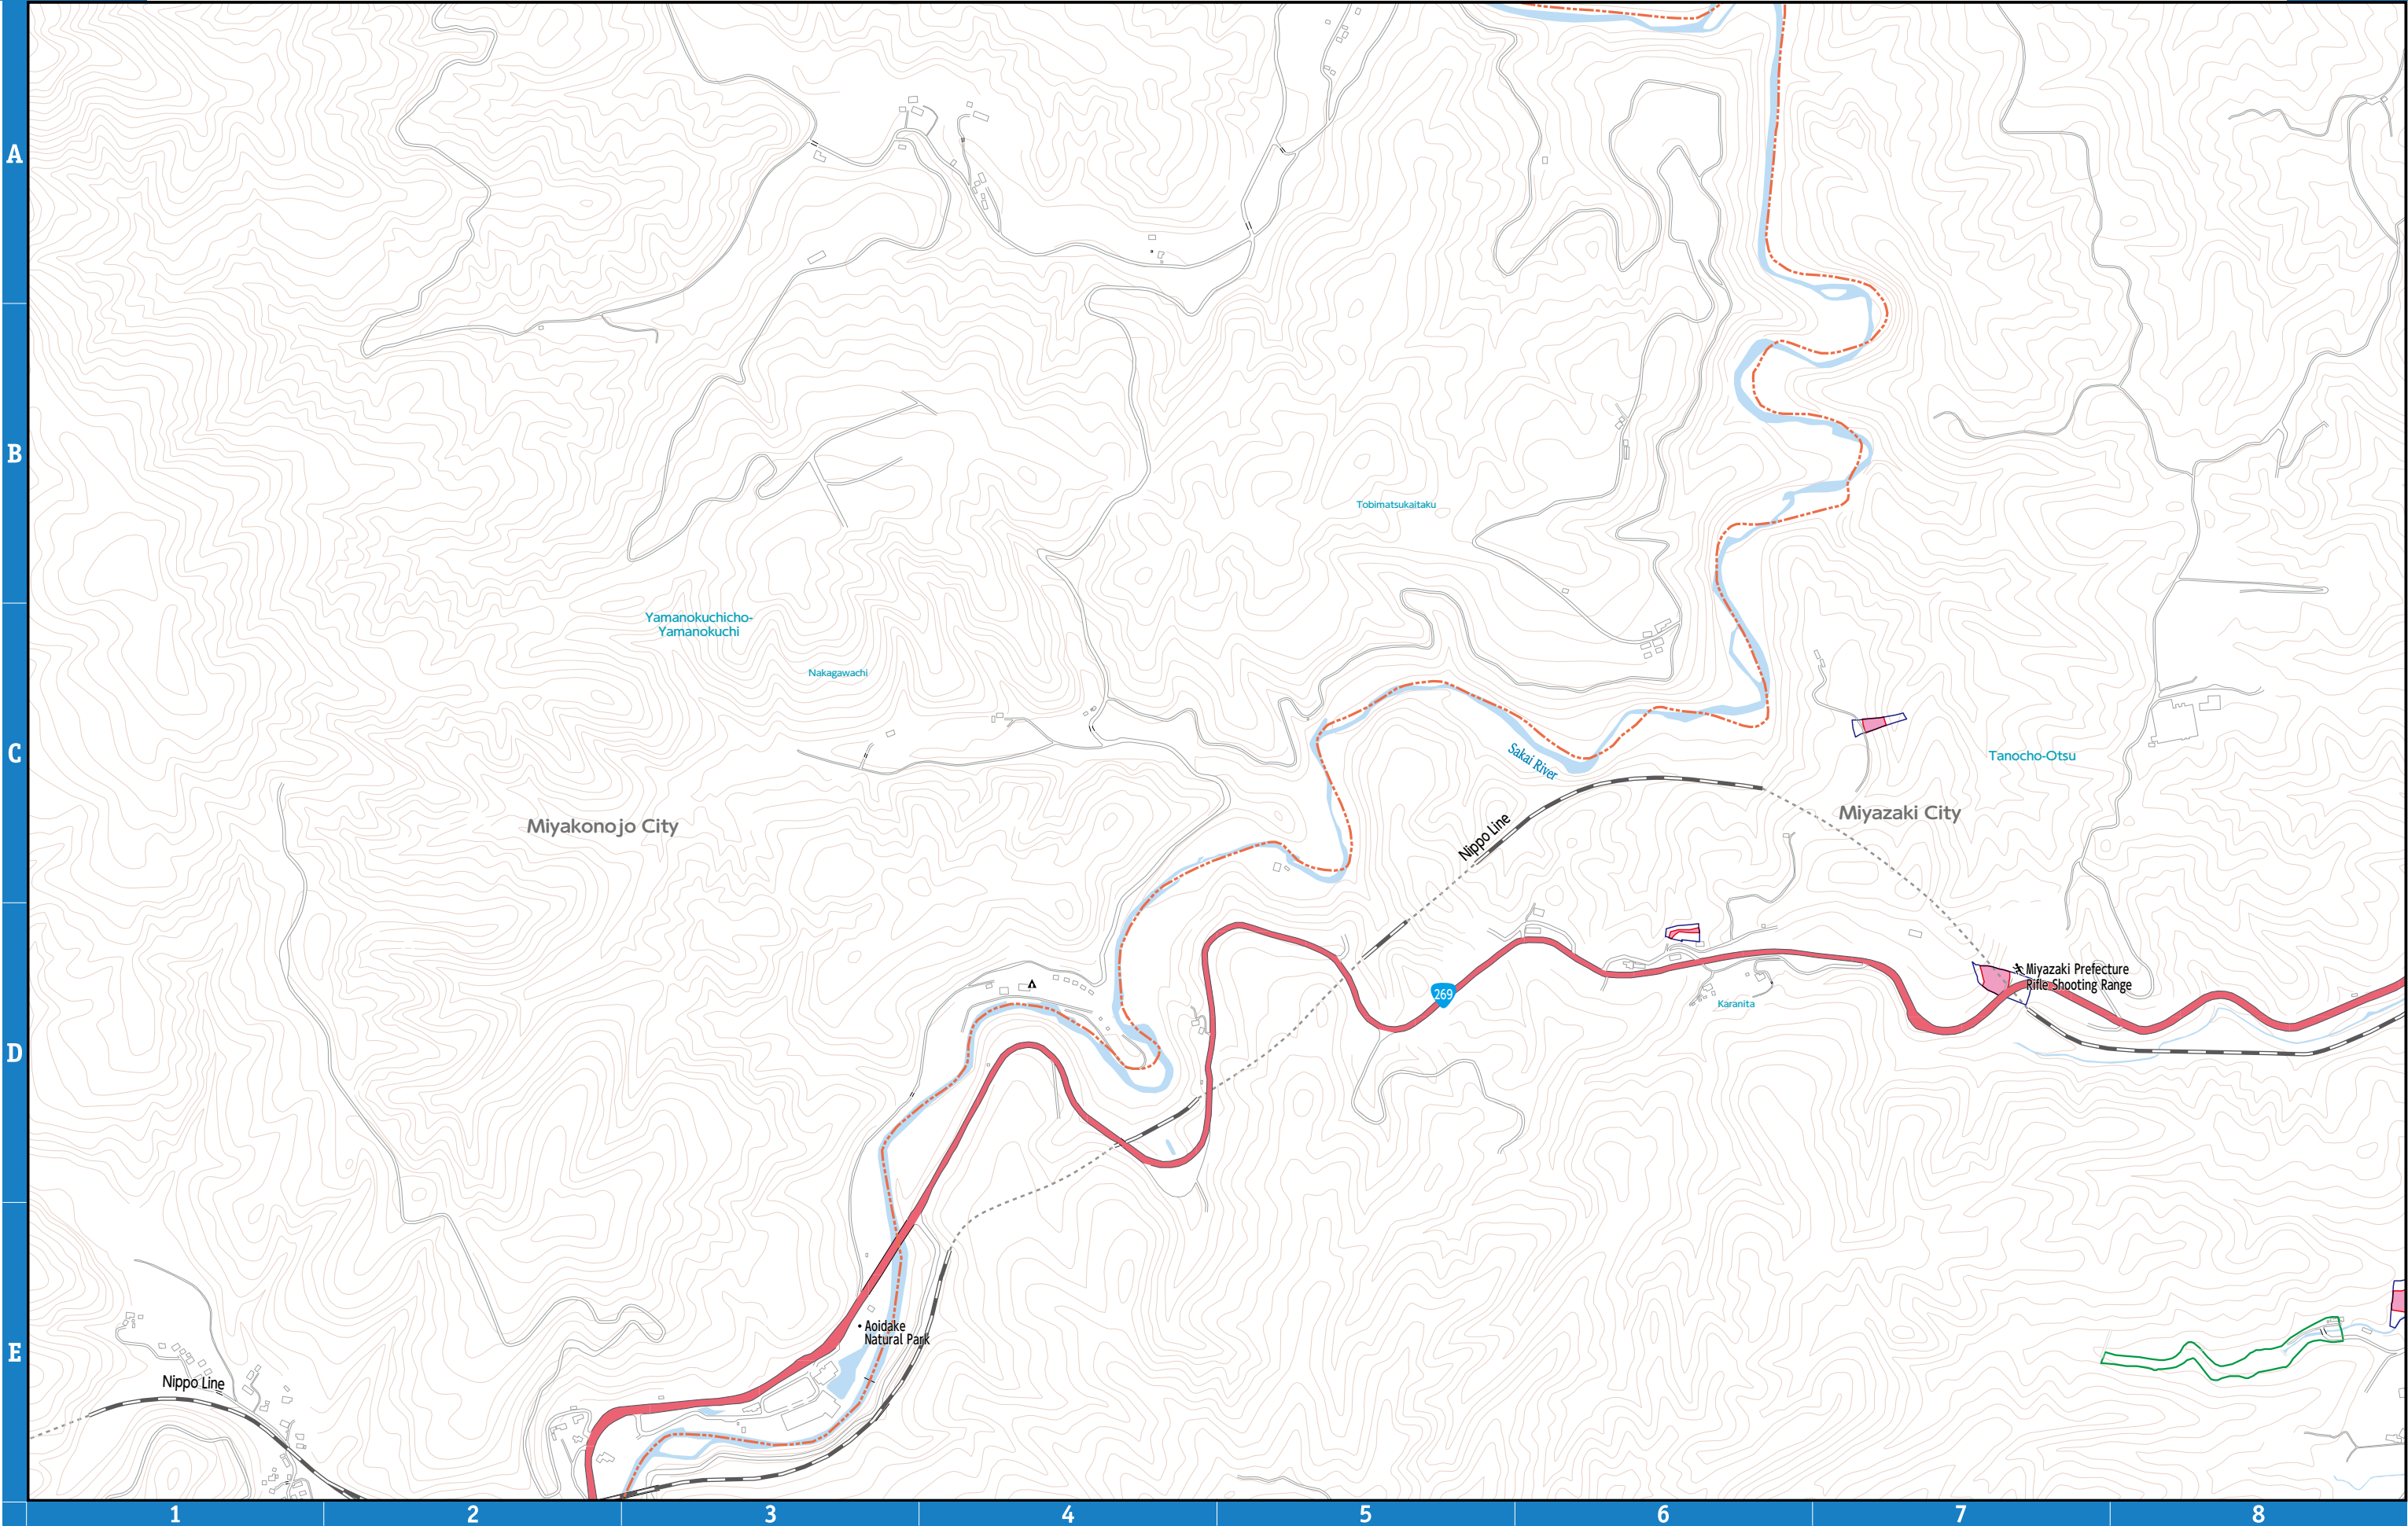 A
B
Tobimatsukaitaku
Yamanokuchicho-
Yamanokuchi
Nakagawachi
C
Sakai River
Tanocho-Otsu
Miyakonojo City
Miyazaki City
Nippo Line
Miyazaki Prefecture
Rifle Shooting Range
269
Karanita
D
Aoidake
Natural Park
E
Nippo Line
1 2 3 4 5 6 7 8